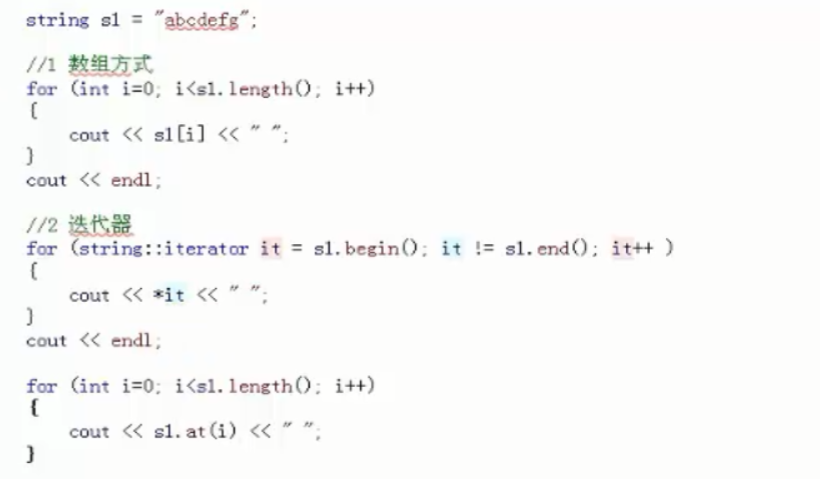 string s1 = "abcdefg";
//1 数组方式
for (int i=0; i<s1.length(); i++)
{
cout << s1[i] << " ";
}
cout << endl;
//2 迭代器
for (string::iterator it = s1.begin(); it != s1.end(); it++ )
{
cout << *it << " ";
}
cout << endl;
for (int i=0; i<s1.length(); i++)
{
cout << s1.at(i) << " ";
}